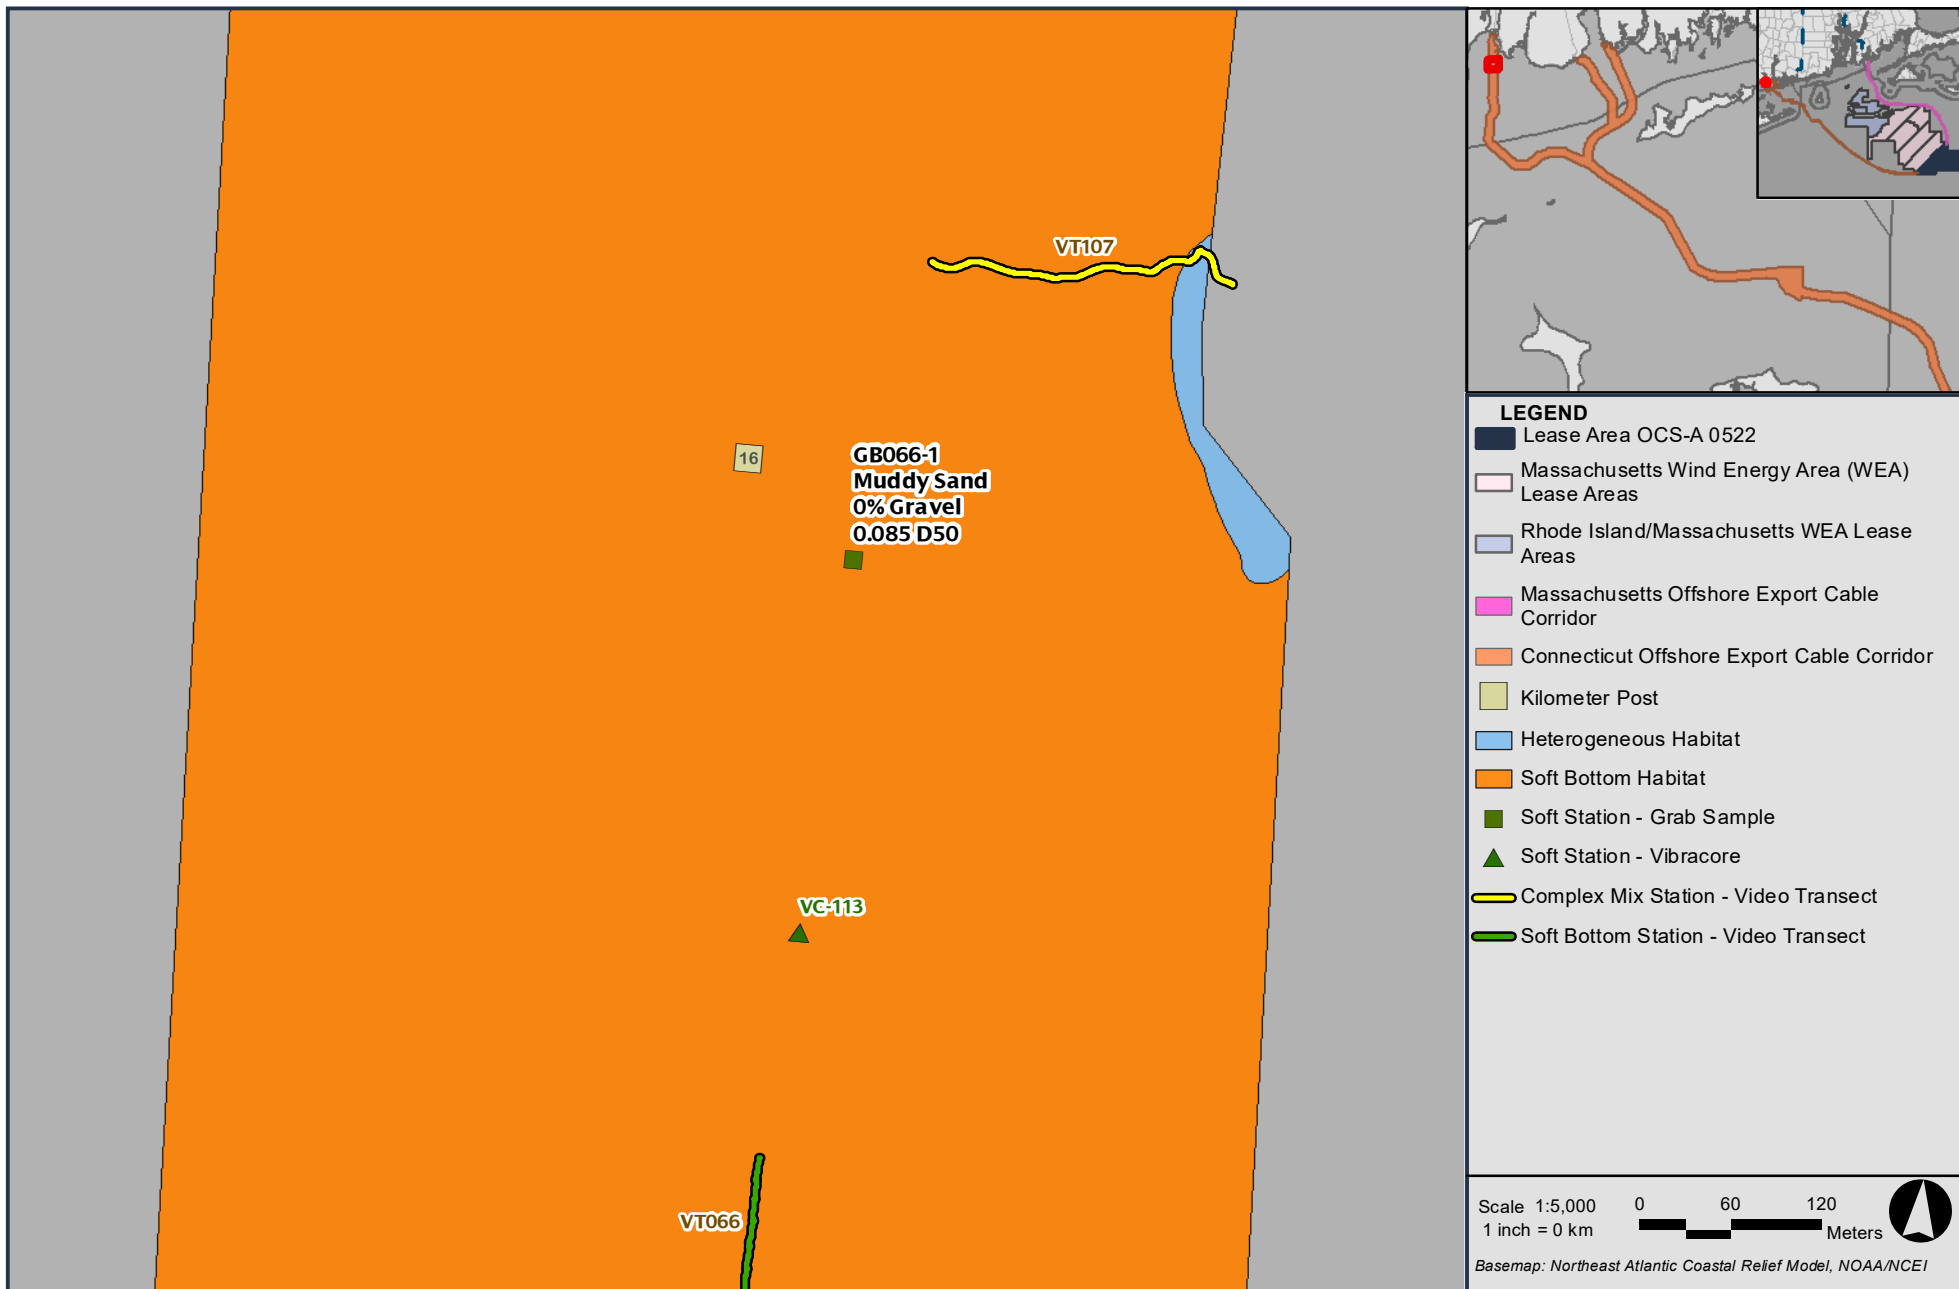 VT107
16
GB066-1
Muddy Sand
0% Gravel
0.085 D50
VC-113
VT066
LEGEND
Lease Area OCS-A 0522
Massachusetts Wind Energy Area (WEA)
Lease Areas
Rhode Island/Massachusetts WEA Lease
Areas
Massachusetts Offshore Export Cable
Corridor
Connecticut Offshore Export Cable Corridor
Kilometer Post
Heterogeneous Habitat
Soft Bottom Habitat
Soft Station - Grab Sample
Soft Station - Vibracore
Complex Mix Station - Video Transect
Soft Bottom Station - Video Transect
Scale 1:5,000
1 inch = 0 km
0 60 120
Meters
Basemap: Northeast Atlantic Coastal Relief Model, NOAA/NCEI